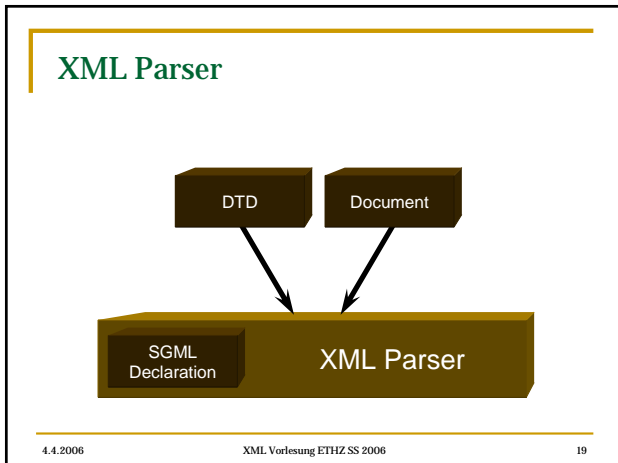 XML Parser
DTD
Document
SGML
Declaration
XML Parser
4.4.2006
XML Vorlesung ETHZ SS 2006
19